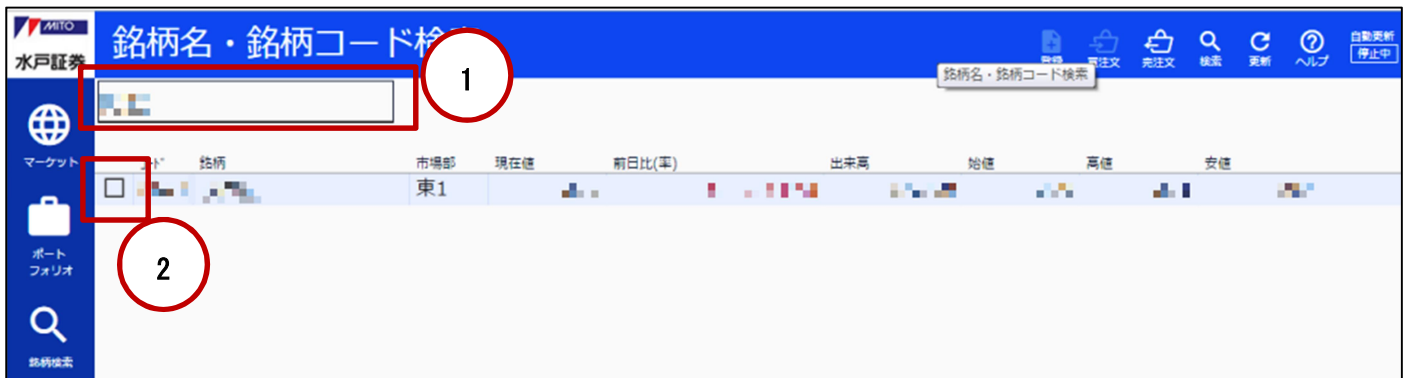 MITO
水戸証券
銘柄名・銘柄コード検
登録
買注文
売注文
検索
更新
ヘルプ
自動更新
停止中
銘柄名・銘柄コード検索
1
マーケット
銘柄
市場部
現在値
前日比(率)
出来高
始値
高値
安値
東1
2
ポート
フォリオ
銘柄検索